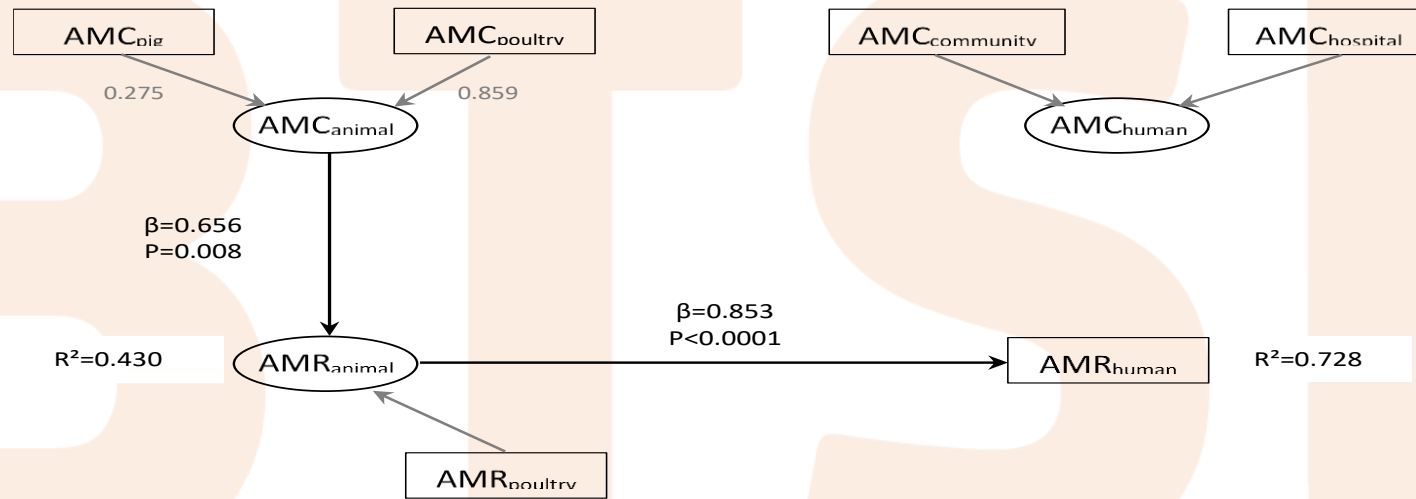 AMCpig
AMCpoultry
AMCcommunity
AMChospital
0.275
0.859
AMCanimal
AMChuman
β=0.656
P=0.008
β=0.853
P<0.0001
R²=0.430
AMRanimal
AMRhuman
R²=0.728
AMRpoultry
BTSF